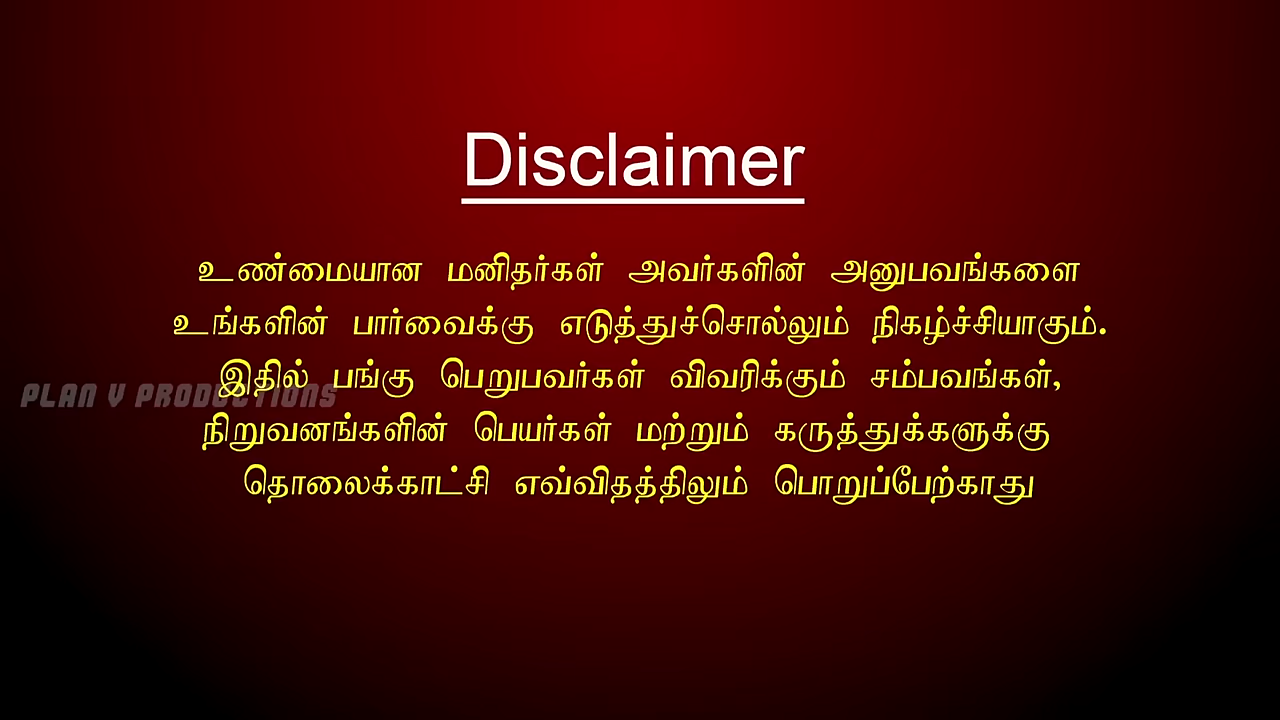 Disclaimer
உண்மையான மனிதர்கள் அவர்களின் அனுபவங்களை
உங்களின் பார்வைக்கு எடுத்துச்சொல்லும் நிகழ்ச்சியாகும்.
இதில் பங்கு பெறுபவர்கள் விவரிக்கும் சம்பவங்கள்,
PLAN V PRODUCTIONS
நிறுவனங்களின் பெயர்கள் மற்றும் கருத்துக்களுக்கு
தொலைக்காட்சி எவ்விதத்திலும் பொறுப்பேற்காது